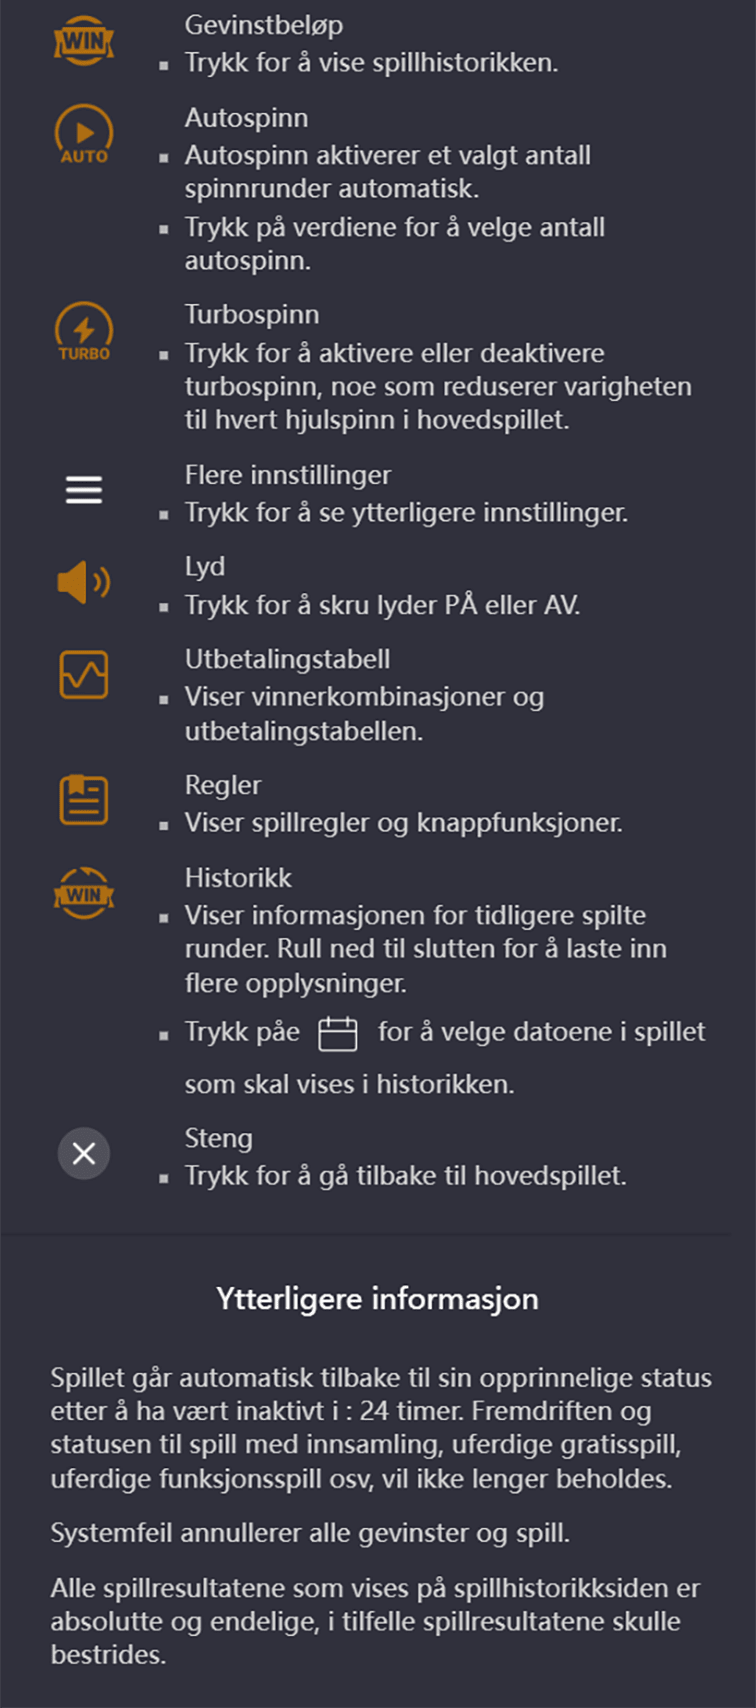 WIN
Gevinstbeløp
▪ Trykk for å vise spillhistorikken.
AUTO
Autospinn
▪ Autospinn aktiverer et valgt antall
spinnrunder automatisk.
▪ Trykk på verdiene for å velge antall
autospinn.
TURBO
Turbospinn
▪ Trykk for å aktivere eller deaktivere
turbospinn, noe som reduserer varigheten
til hvert hjulspinn i hovedspillet.
Flere innstillinger
▪ Trykk for å se ytterligere innstillinger.
Lyd
▪ Trykk for å skru lyder PÅ eller AV.
Utbetalingstabell
▪ Viser vinnerkombinasjoner og
utbetalingstabellen.
Regler
▪ Viser spillregler og knappfunksjoner.
WIN
Historikk
▪ Viser informasjonen for tidligere spilte
runder. Rull ned til slutten for å laste inn
flere opplysninger.
▪ Trykk påe for å velge datoene i spillet
som skal vises i historikken.
Steng
▪ Trykk for å gå tilbake til hovedspillet.
Ytterligere informasjon
Spillet går automatisk tilbake til sin opprinnelige status
etter å ha vært inaktivt i : 24 timer. Fremdriften og
statusen til spill med innsamling, uferdige gratisspill,
uferdige funksjonsspill osv, vil ikke lenger beholdes.
Systemfeil annullerer alle gevinster og spill.
Alle spillresultatene som vises på spillhistorikksiden er
absolutte og endelige, i tilfelle spillresultatene skulle
bestrides.